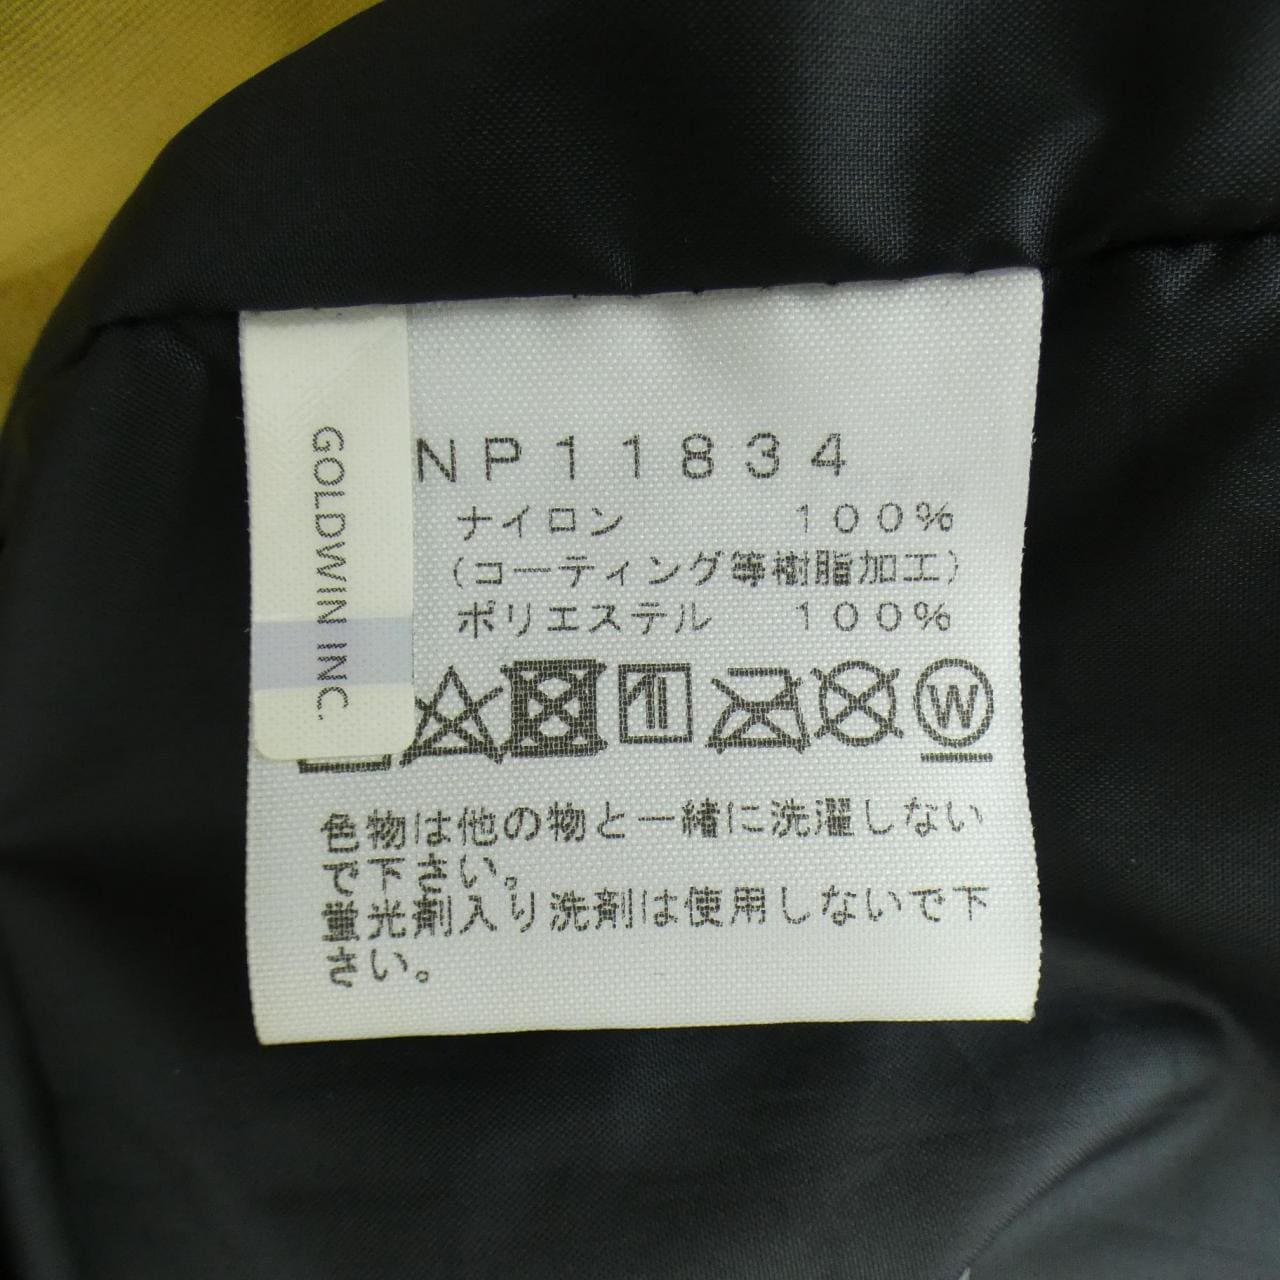 GOLDWIN INC.
NP11834
ナイロン 100%
(コーティング等樹脂加工)
ポリエステル 100%
W
色物は他の物と一緒に洗濯しない
で下さい。
蛍光剤入り洗剤は使用しないで下
さい。